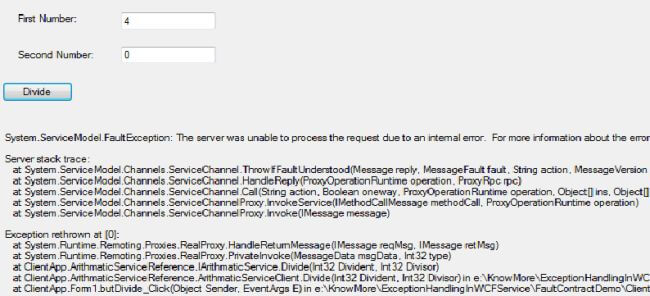 First Number:
4
Second Number:
0
Divide
System.ServiceModel.FaultException: The server was unable to process the request due to an internal error. For more information about the error
Server stack trace:
at System.ServiceModel.Channels.ServiceChannel.ThrowIfFaultUnderstood(Message reply, MessageFault fault, String action, MessageVersion
at System.ServiceModel.Channels.ServiceChannel.HandleReply(ProxyOperationRuntime operation, ProxyRpc rpc)
at System.ServiceModel.Channels.ServiceChannel.Call(String action, Boolean oneway, ProxyOperationRuntime operation, Object[] ins, Object[]
at System.ServiceModel.Channels.ServiceChannelProxy.InvokeService(IMethodCallMessage methodCall, ProxyOperationRuntime operation)
at System.ServiceModel.Channels.ServiceChannelProxy.Invoke(IMessage message)
Exception rethrown at [0]:
at System.Runtime.Remoting.Proxies.RealProxy.HandleReturnMessage(IMessage reqMsg, IMessage retMsg)
at System.Runtime.Remoting.Proxies.RealProxy.PrivateInvoke(MessageData msgData, Int32 type)
at ClientApp.ArithmaticServiceReference.IArithmaticService.Divide(Int32 Divident, Int32 Divisor)
at ClientApp.ArithmaticServiceReference.ArithmaticServiceClient.Divide(Int32 Divident, Int32 Divisor) in e:\KnowMore\ExceptionHandlingInWC
at ClientApp.Form1.butDivide_Click(Object Sender, EventArgs E) in e:\KnowMore\ExceptionHandlingInWCFService\FaultContractDemo\Client